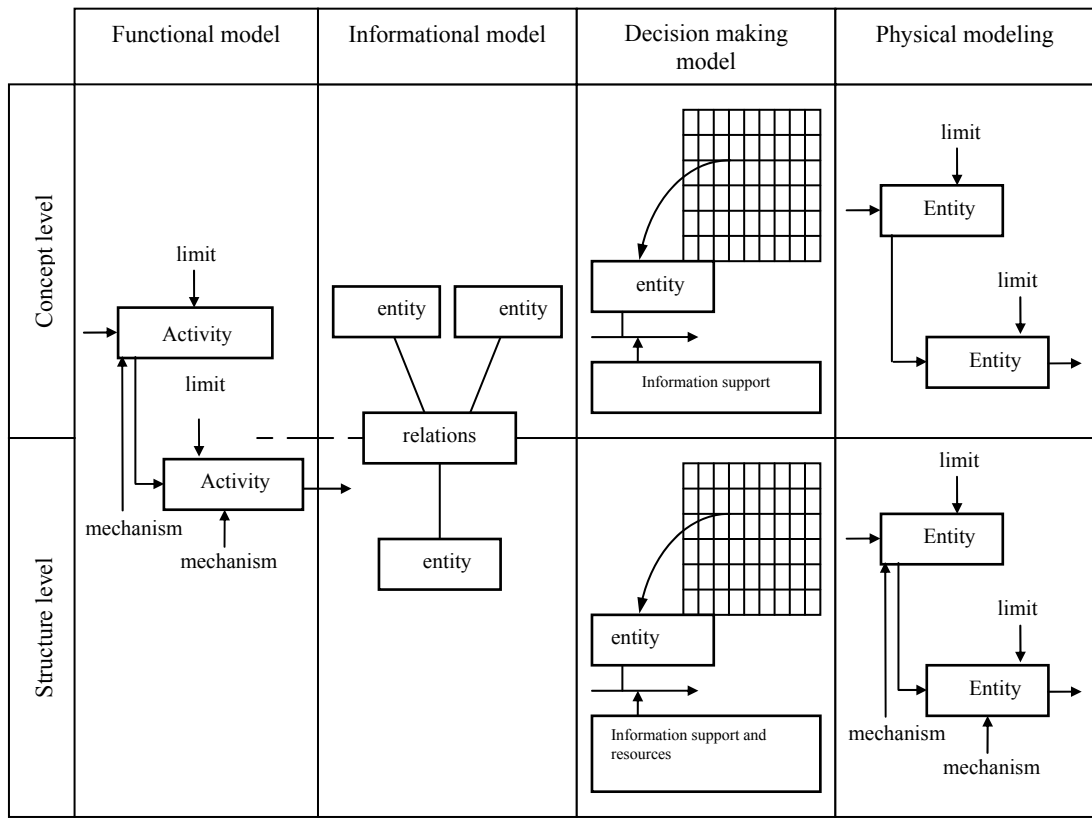 Functional model
Informational model
Decision making
model
Physical modeling
Concept level
limit
Activity
limit
entity
entity
relations
entity
Information support
limit
Entity
limit
Entity
Structure level
Activity
mechanism
mechanism
entity
entity
Information support and
resources
limit
Entity
limit
Entity
mechanism
mechanism